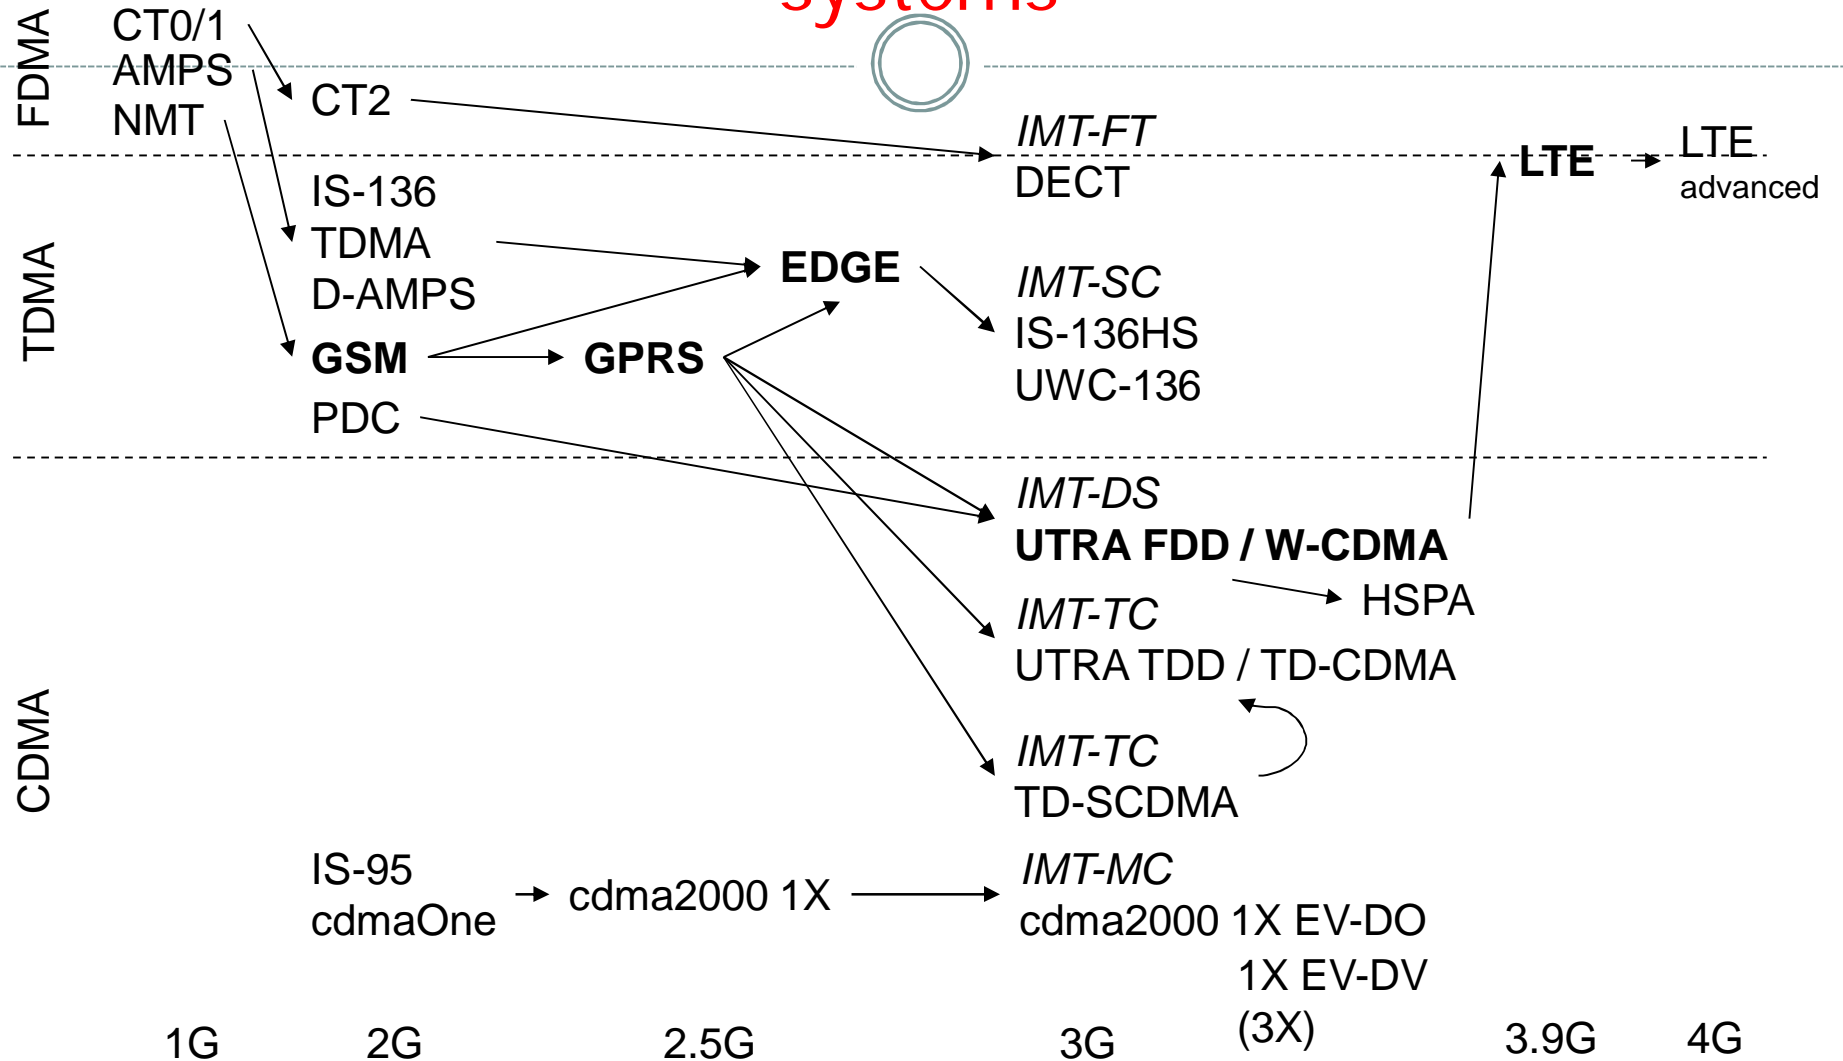 systems
FDMA
CT0/1
AMPS
NMT
CT2
IMT-FT
DECT
LTE
LTE
advanced
TDMA
IS-136
TDMA
D-AMPS
GSM
PDC
GPRS
EDGE
IMT-SC
IS-136HS
UWC-136
CDMA
IMT-DS
UTRA FDD / W-CDMA
HSPA
IMT-TC
UTRA TDD / TD-CDMA
IMT-TC
TD-SCDMA
IS-95
cdmaOne
cdma2000 1X
IMT-MC
cdma2000 1X EV-DO
1X EV-DV
(3X)
1G
2G
2.5G
3G
3.9G
4G